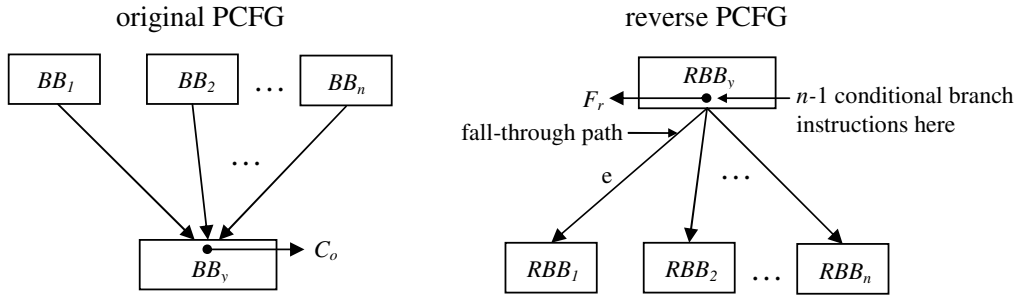 original PCFG
reverse PCFG
BB1
BB2
...
BBn
...
BBy
Co
RBBy
Fr
n-1 conditional branch
instructions here
fall-through path
e
...
RBB1
RBB2
...
RBBn